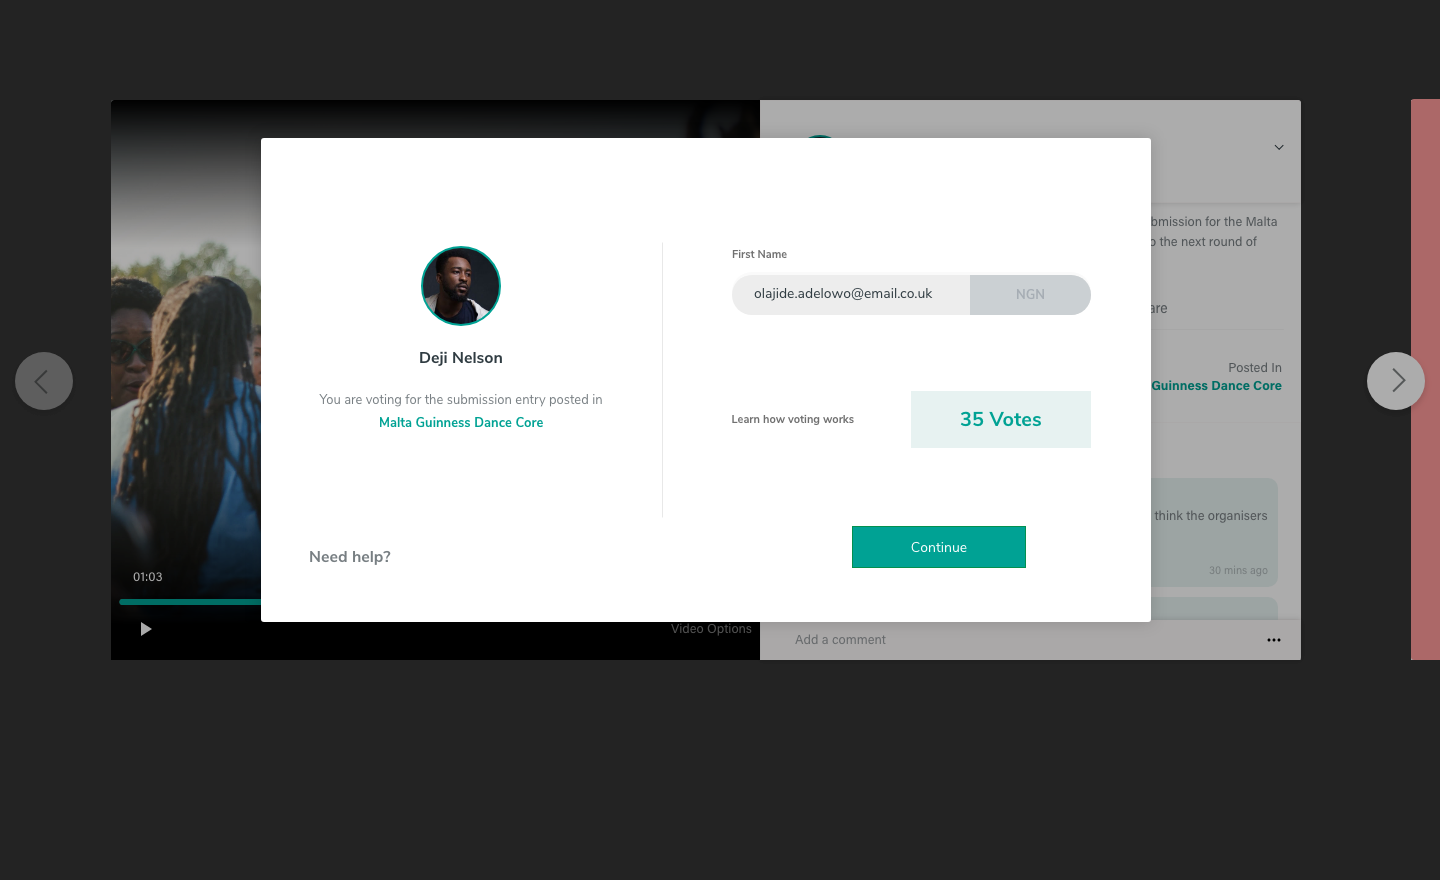 Deji Nelson
You are voting for the submission entry posted in
Malta Guinness Dance Core
Need help?
First Name
olajide.adelowo@email.co.uk
NGN
Learn how voting works
35 Votes
Continue
01:03
Video Options
bmission for the Malta
o the next round of
are
Posted In
Guinness Dance Core
think the organisers
30 mins ago
Add a comment